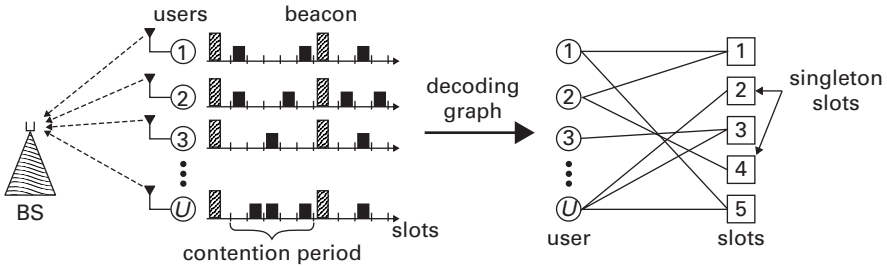 users
beacon
1
2
3
U
BS
contention period
slots
decoding
graph
1
2
3
U
user
1
2
3
4
5
slots
singleton
slots